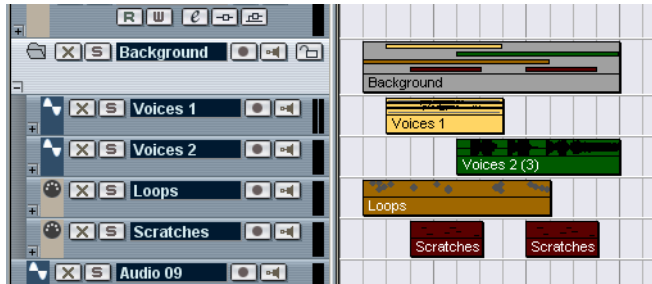 R W e
X S Background
Background
X S Voices 1
Voices 1
X S Voices 2
Voices 2 (3)
X S Loops
Loops
X S Scratches
Scratches Scratches
X S Audio 09